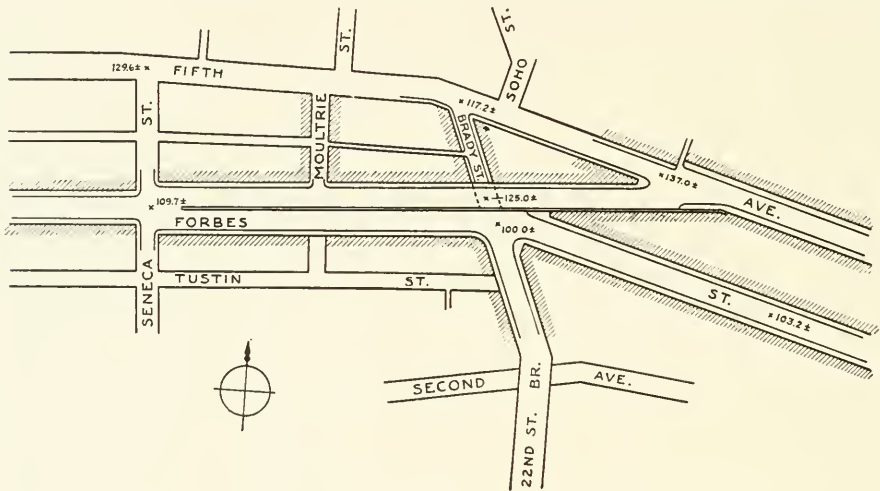 ST.
ST.
SOHO
129.6± ×
FIFTH
×117.2±
MOULTRIE
BRADY ST.
ST.
×137.0±
AVE.
×109.7±
×125.0±
FORBES
×100.0±
SENECA
TUSTIN ST.
ST.
×103.2±
SECOND AVE.
22ND ST. BR.